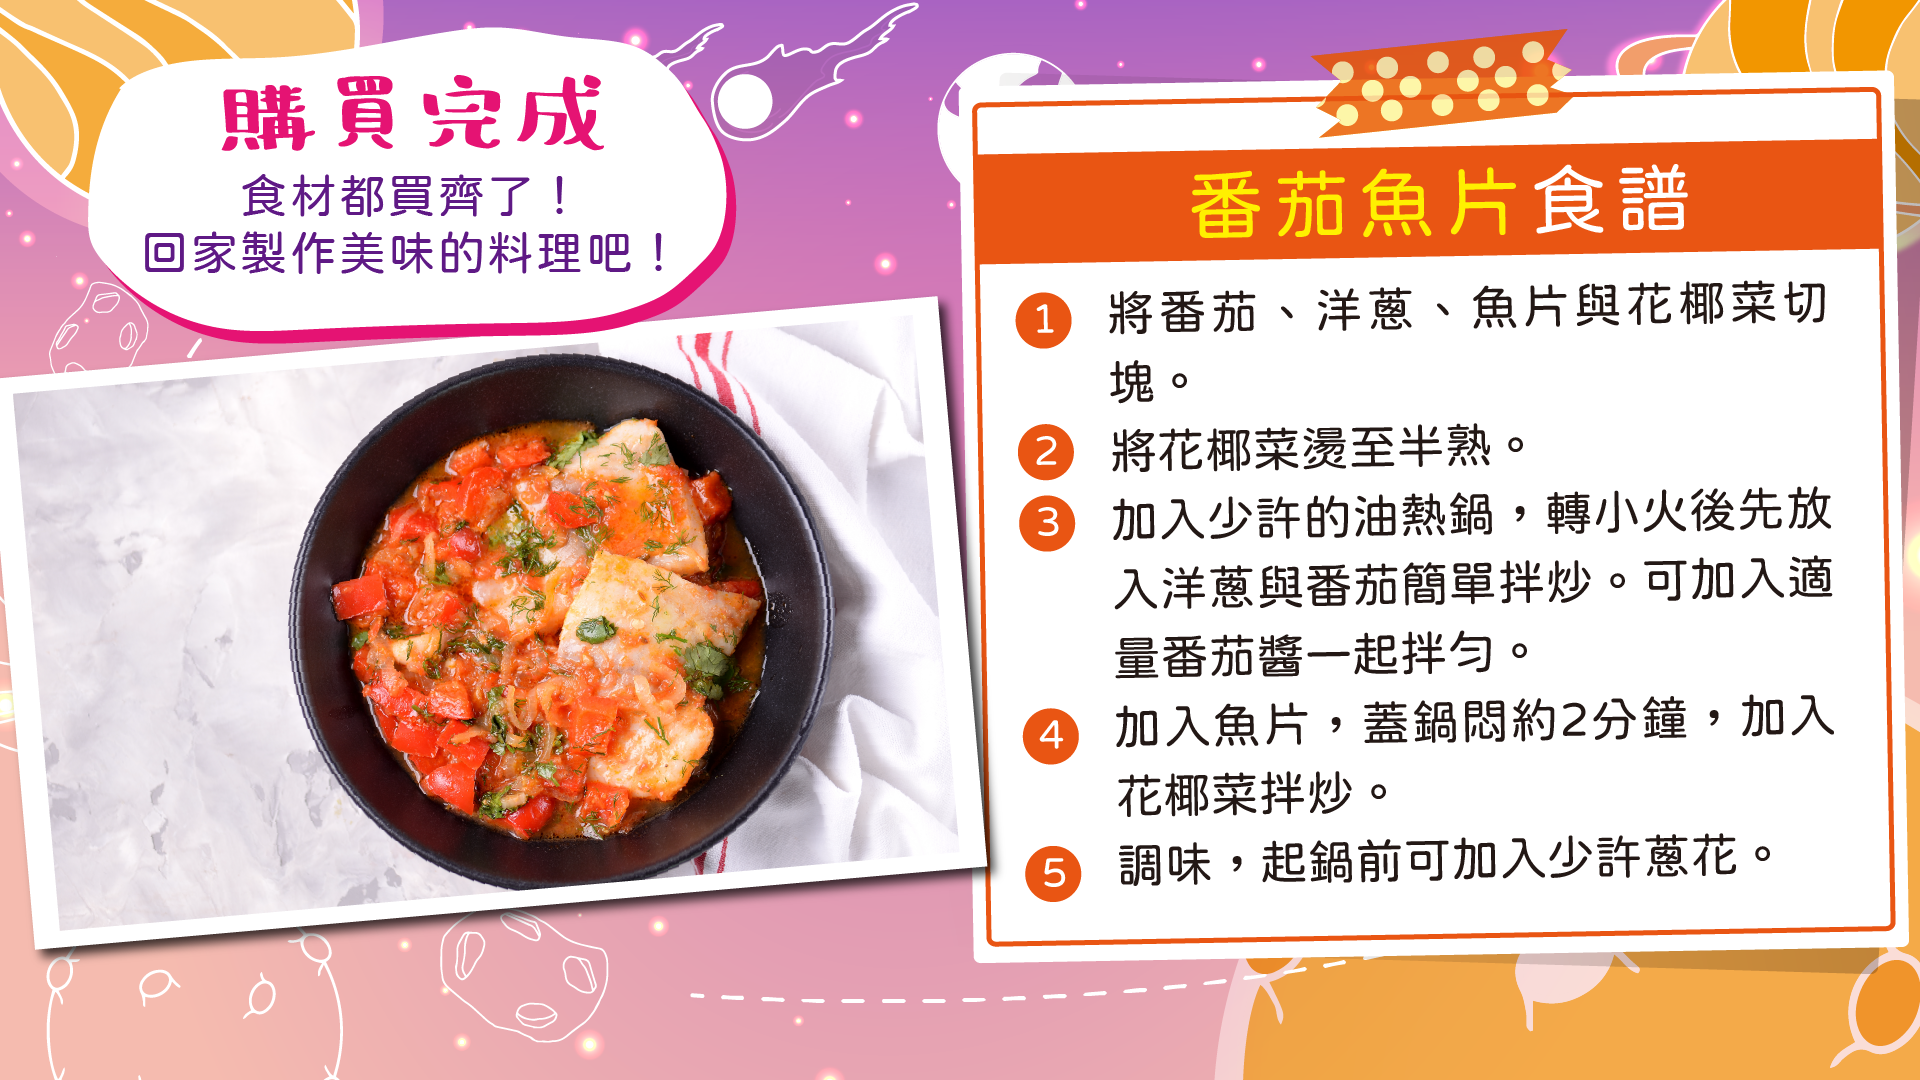 購買完成
食材都買齊了！
回家製作美味的料理吧！
番茄魚片食譜
1 將番茄、洋蔥、魚片與花椰菜切
塊。
2 將花椰菜燙至半熟。
3 加入少許的油熱鍋，轉小火後先放
入洋蔥與番茄簡單拌炒。可加入適
量番茄醬一起拌勻。
4 加入魚片，蓋鍋悶約2分鐘，加入
花椰菜拌炒。
5 調味，起鍋前可加入少許蔥花。